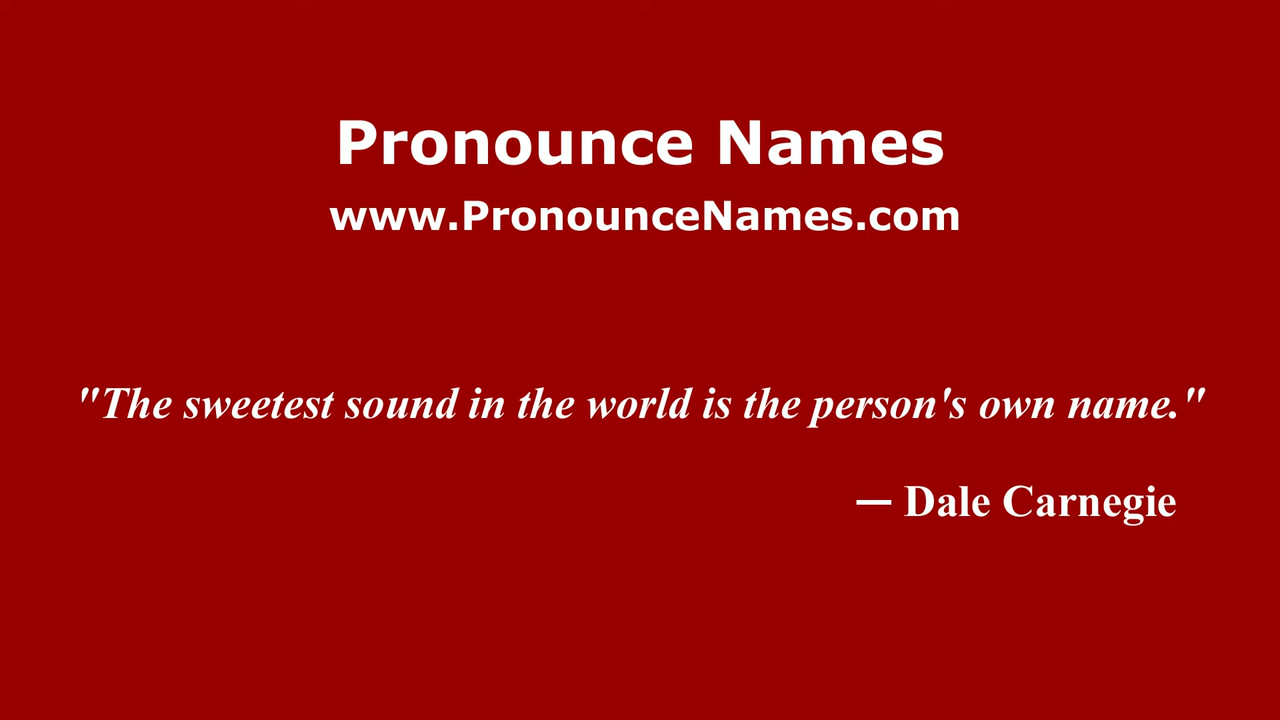 Pronounce Names
www.PronounceNames.com
"The sweetest sound in the world is the person's own name."
— Dale Carnegie